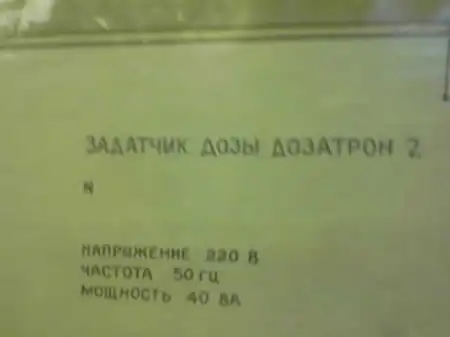 ЗАДАТЧИК ДОЗЫ ДОЗАТРОН 2
N
НАПРЯЖЕНИЕ 220 В
ЧАСТОТА 50 ГЦ
МОЩНОСТЬ 40 ВА